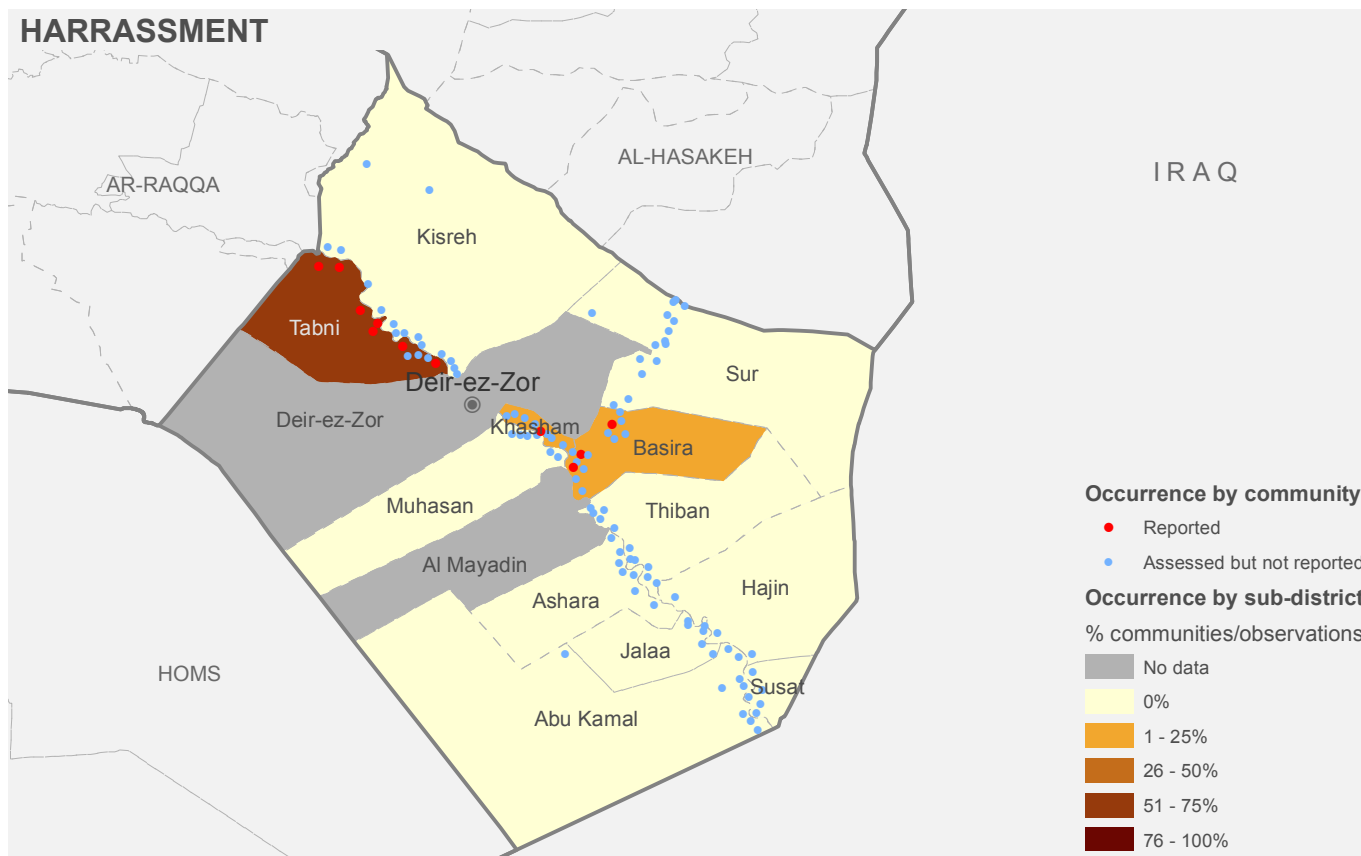 HARRASSMENT
AL-HASAKEH
IRAQ
AR-RAQQA
Kisreh
Tabni
Sur
Deir-ez-Zor
Deir-ez-Zor
Khasham
Basira
Muhasan
Thiban
Al Mayadin
Hajin
Ashara
Jalaa
HOMS
Susat
Abu Kamal
Occurrence by community
Reported
Assessed but not reported
Occurrence by sub-district
% communities/observations
No data
0%
1 - 25%
26 - 50%
51 - 75%
76 - 100%